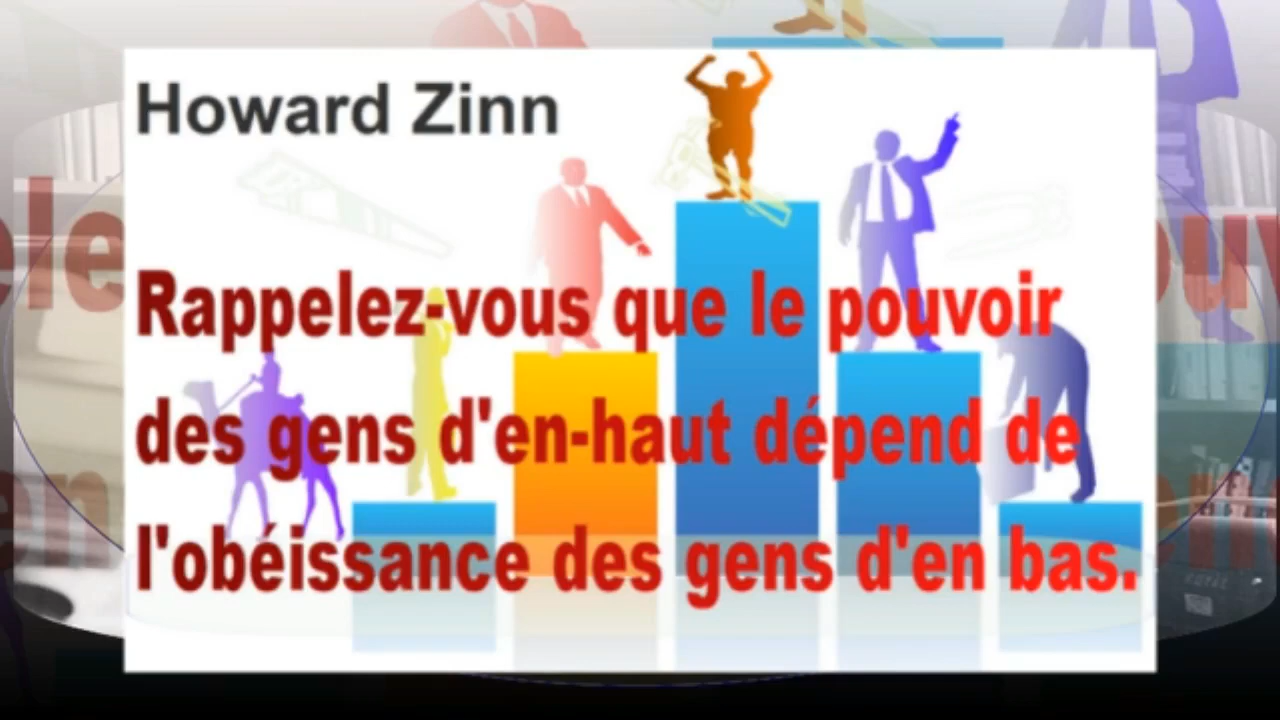 Howard Zinn
Rappelez-vous que le pouvoir
des gens d'en-haut dépend de
l'obéissance des gens d'en bas.